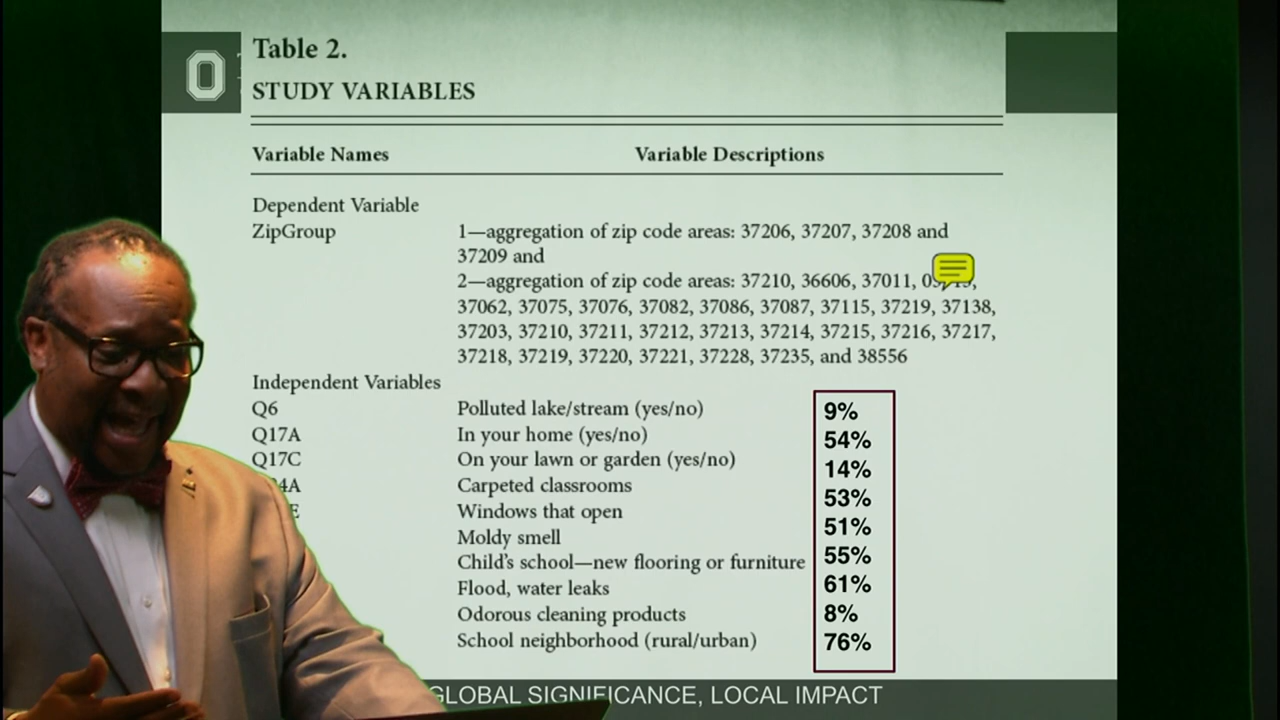 O
Table 2.
STUDY VARIABLES
Variable Names Variable Descriptions
Dependent Variable
ZipGroup 1—aggregation of zip code areas: 37206, 37207, 37208 and
37209 and
2—aggregation of zip code areas: 37210, 36606, 37011,
37062, 37075, 37076, 37082, 37086, 37087, 37115, 37219, 37138,
37203, 37210, 37211, 37212, 37213, 37214, 37215, 37216, 37217,
37218, 37219, 37220, 37221, 37228, 37235, and 38556
Independent Variables
Q6 Polluted lake/stream (yes/no) 9%
Q17A In your home (yes/no) 54%
Q17C On your lawn or garden (yes/no) 14%
4A Carpeted classrooms 53%
E Windows that open 51%
Moldy smell 55%
Child's school—new flooring or furniture 61%
Flood, water leaks 8%
Odorous cleaning products 76%
School neighborhood (rural/urban)
GLOBAL SIGNIFICANCE, LOCAL IMPACT